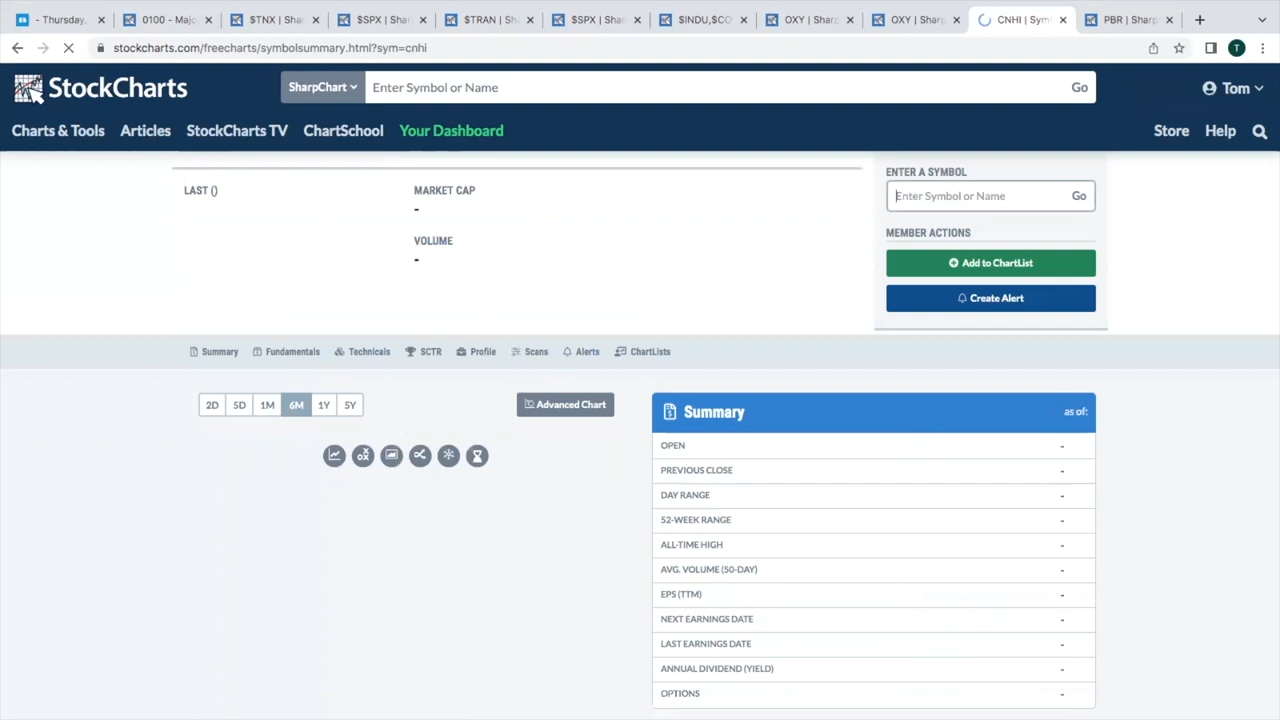 - Thursday,
0100 - Majo
$TNX | Shar
$SPX | Shar
$TRAN | Sh
$SPX | Shar
$INDU,$CO
OXY | Sharp
OXY | Sharp
CNHI | Sym
PBR | Sharp
stockcharts.com/freecharts/symbolsummary.html?sym=cnhi
T
StockCharts
SharpChart
Enter Symbol or Name
Go
Tom
Charts & Tools
Articles
StockCharts TV
ChartSchool
Your Dashboard
Store
Help
LAST ()
MARKET CAP
-
VOLUME
-
ENTER A SYMBOL
Enter Symbol or Name
Go
MEMBER ACTIONS
Add to ChartList
Create Alert
Summary
Fundamentals
Technicals
SCTR
Profile
Scans
Alerts
ChartLists
2D 5D 1M 6M 1Y 5Y
Advanced Chart
Summary as of:
OPEN -
PREVIOUS CLOSE -
DAY RANGE -
52-WEEK RANGE -
ALL-TIME HIGH -
AVG. VOLUME (50-DAY) -
EPS (TTM) -
NEXT EARNINGS DATE -
LAST EARNINGS DATE -
ANNUAL DIVIDEND (YIELD) -
OPTIONS -